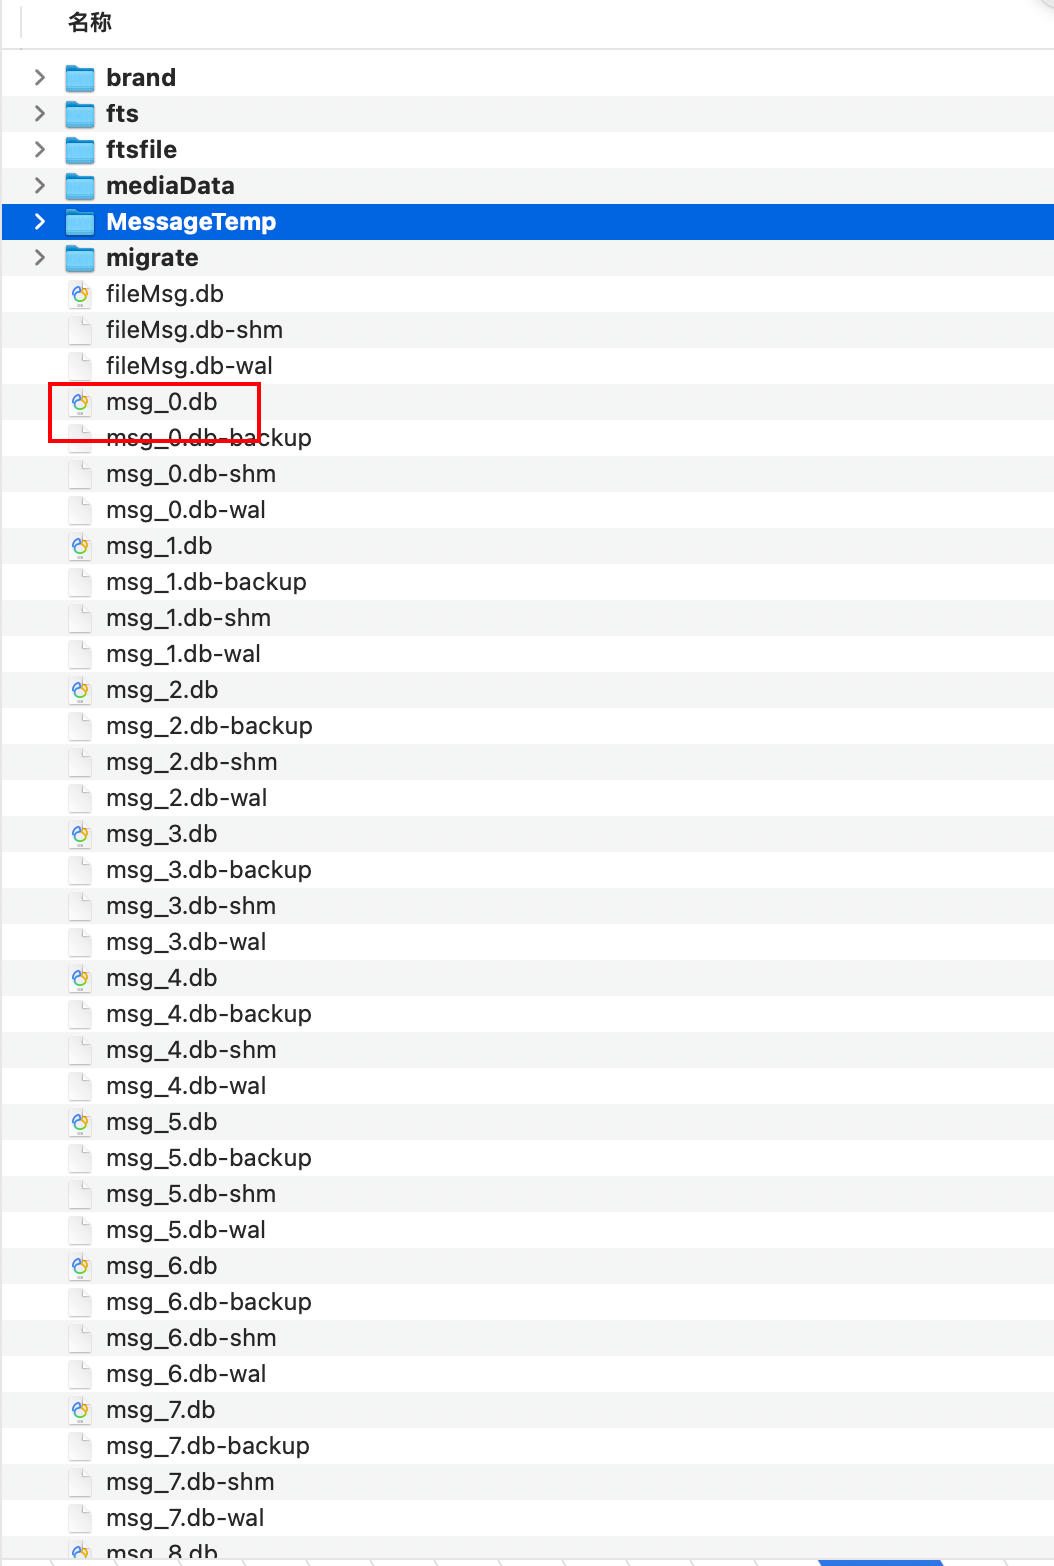 名称
brand
fts
ftsfile
mediaData
MessageTemp
migrate
fileMsg.db
fileMsg.db-shm
fileMsg.db-wal
msg_0.db
msg_0.db-backup
msg_0.db-shm
msg_0.db-wal
msg_1.db
msg_1.db-backup
msg_1.db-shm
msg_1.db-wal
msg_2.db
msg_2.db-backup
msg_2.db-shm
msg_2.db-wal
msg_3.db
msg_3.db-backup
msg_3.db-shm
msg_3.db-wal
msg_4.db
msg_4.db-backup
msg_4.db-shm
msg_4.db-wal
msg_5.db
msg_5.db-backup
msg_5.db-shm
msg_5.db-wal
msg_6.db
msg_6.db-backup
msg_6.db-shm
msg_6.db-wal
msg_7.db
msg_7.db-backup
msg_7.db-shm
msg_7.db-wal
msg_8.db